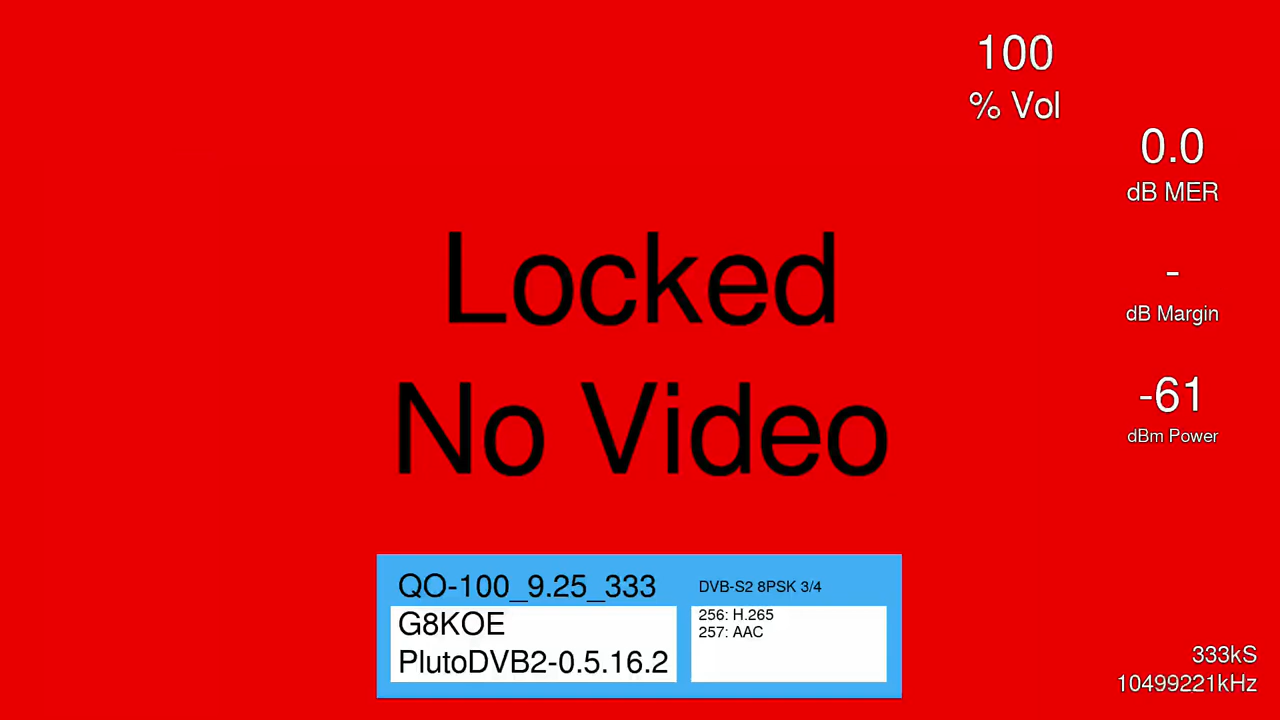 100
% Vol
0.0
dB MER
-
dB Margin
-61
dBm Power
Locked
No Video
QO-100_9.25_333
G8KOE
PlutoDVB2-0.5.16.2
DVB-S2 8PSK 3/4
256: H.265
257: AAC
333kS
10499221kHz